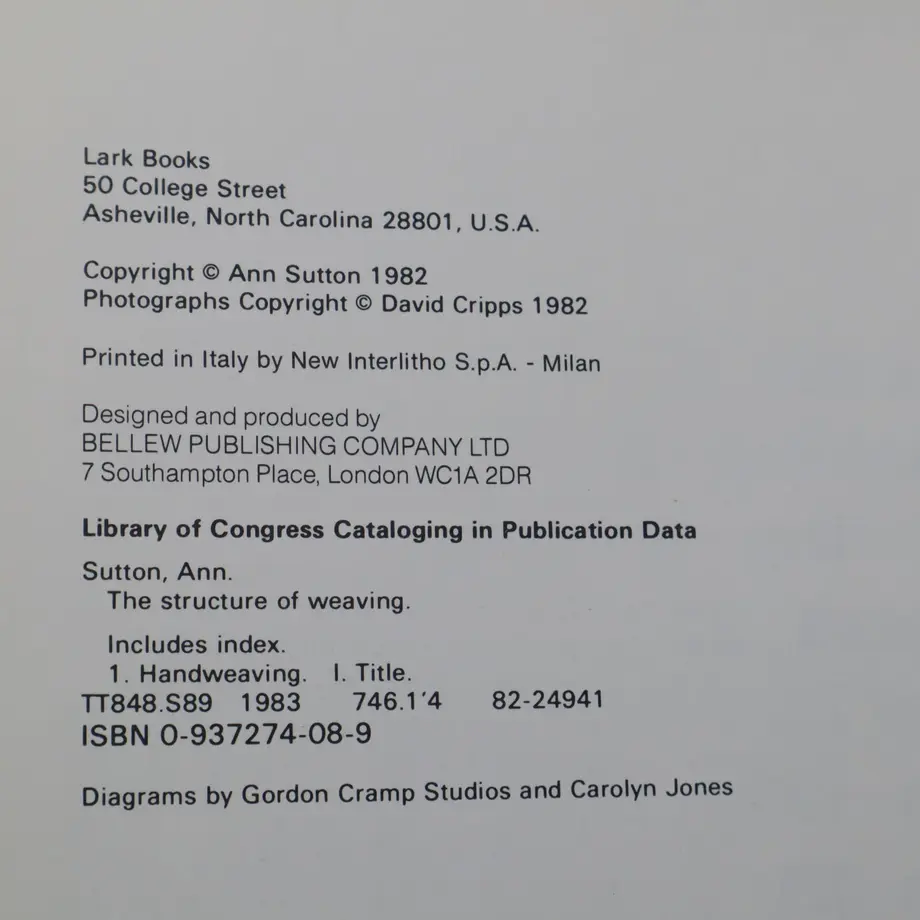 Lark Books
50 College Street
Asheville, North Carolina 28801, U.S.A.
Copyright © Ann Sutton 1982
Photographs Copyright © David Cripps 1982
Printed in Italy by New Interlitho S.p.A. - Milan
Designed and produced by
BELLEW PUBLISHING COMPANY LTD
7 Southampton Place, London WC1A 2DR
Library of Congress Cataloging in Publication Data
Sutton, Ann.
The structure of weaving.
Includes index.
1. Handweaving. I. Title.
TT848.S89 1983 746.1'4 82-24941
ISBN 0-937274-08-9
Diagrams by Gordon Cramp Studios and Carolyn Jones